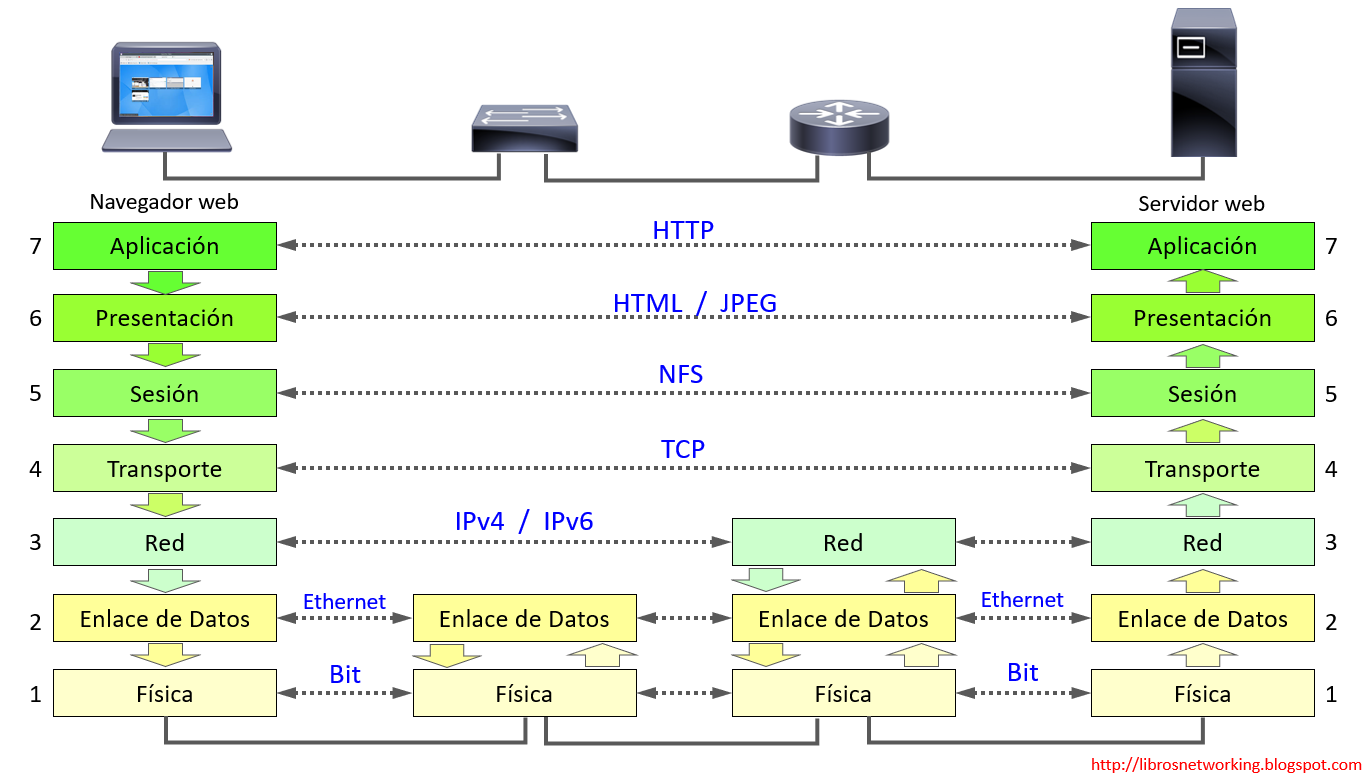 Navegador web
Servidor web
7 Aplicación HTTP Aplicación 7
6 Presentación HTML / JPEG Presentación 6
5 Sesión NFS Sesión 5
4 Transporte TCP Transporte 4
3 Red IPv4 / IPv6 Red Red 3
2 Enlace de Datos Ethernet Enlace de Datos Enlace de Datos Ethernet Enlace de Datos 2
1 Física Bit Física Física Bit Física 1
http://librosnetworking.blogspot.com